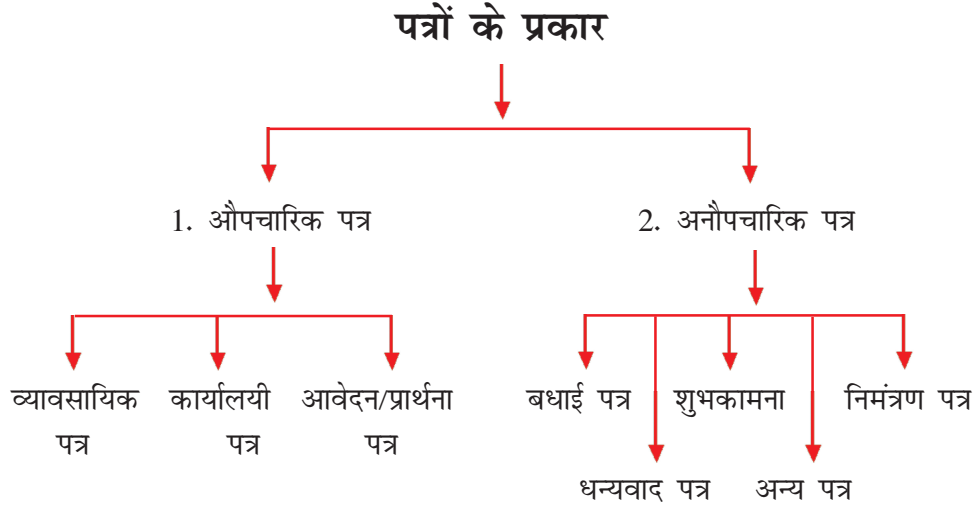 पत्रों के प्रकार
1. औपचारिक पत्र
2. अनौपचारिक पत्र
व्यावसायिक पत्र
कार्यालयी पत्र
आवेदन/प्रार्थना पत्र
बधाई पत्र
शुभकामना
निमंत्रण पत्र
धन्यवाद पत्र
अन्य पत्र